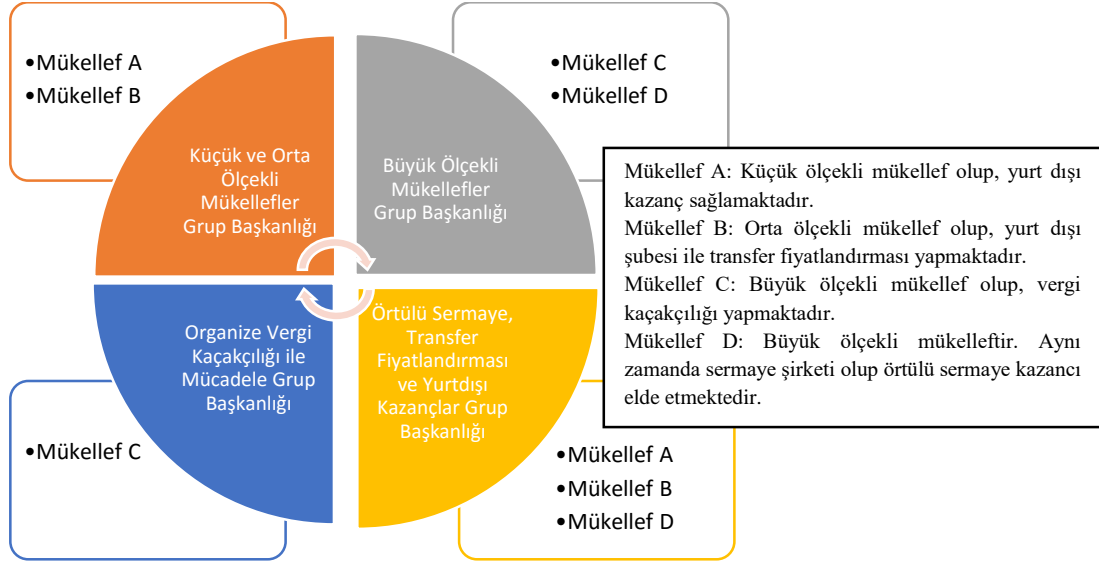 •Mükellef A
•Mükellef B
•Mükellef C
•Mükellef D
Küçük ve Orta
Ölçekli
Mükellefler
Grup Başkanlığı
Büyük Ölçekli
Mükellefler
Grup Başkanlığı
Mükellef A: Küçük ölçekli mükellef olup, yurt dışı
kazanç sağlamaktadır.
Mükellef B: Orta ölçekli mükellef olup, yurt dışı
şubesi ile transfer fiyatlandırması yapmaktadır.
Mükellef C: Büyük ölçekli mükellef olup, vergi
kaçakçılığı yapmaktadır.
Mükellef D: Büyük ölçekli mükelleftir. Aynı
zamanda sermaye şirketi olup örtülü sermaye kazancı
elde etmektedir.
Organize Vergi
Kaçakçılığı ile
Mücadele Grup
Başkanlığı
Örtülü Sermaye,
Transfer
Fiyatlandırması
ve Yurtdışı
Kazançlar Grup
Başkanlığı
•Mükellef C
•Mükellef A
•Mükellef B
•Mükellef D